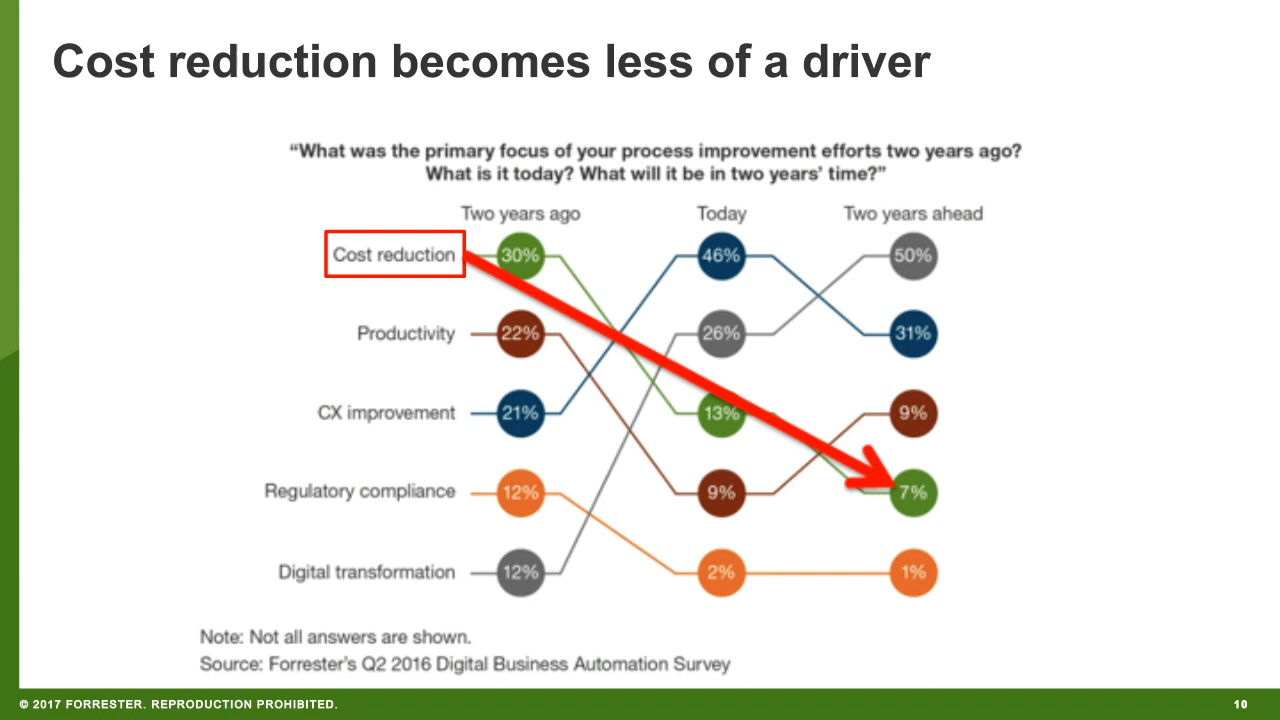 Cost reduction becomes less of a driver
“What was the primary focus of your process improvement efforts two years ago?
What is it today? What will it be in two years’ time?”
Two years ago Today Two years ahead
Cost reduction 30% 46% 50%
Productivity 22% 26% 31%
CX improvement 21% 13% 9%
Regulatory compliance 12% 9% 7%
Digital transformation 12% 2% 1%
Note: Not all answers are shown.
Source: Forrester’s Q2 2016 Digital Business Automation Survey
© 2017 FORRESTER. REPRODUCTION PROHIBITED. 10